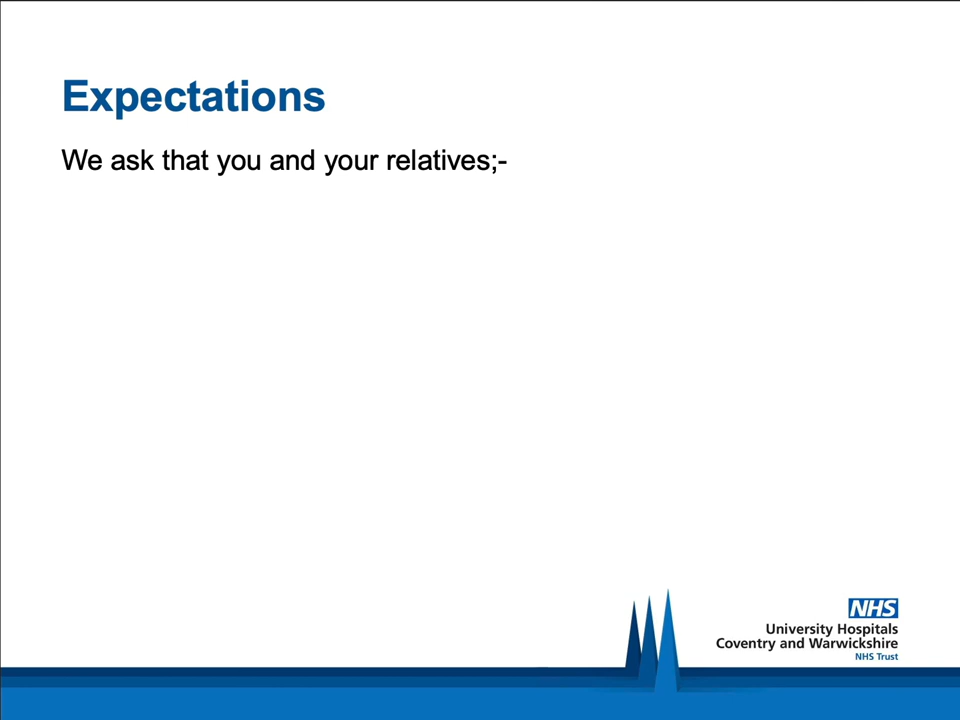 Expectations
We ask that you and your relatives;-
NHS
University Hospitals
Coventry and Warwickshire
NHS Trust